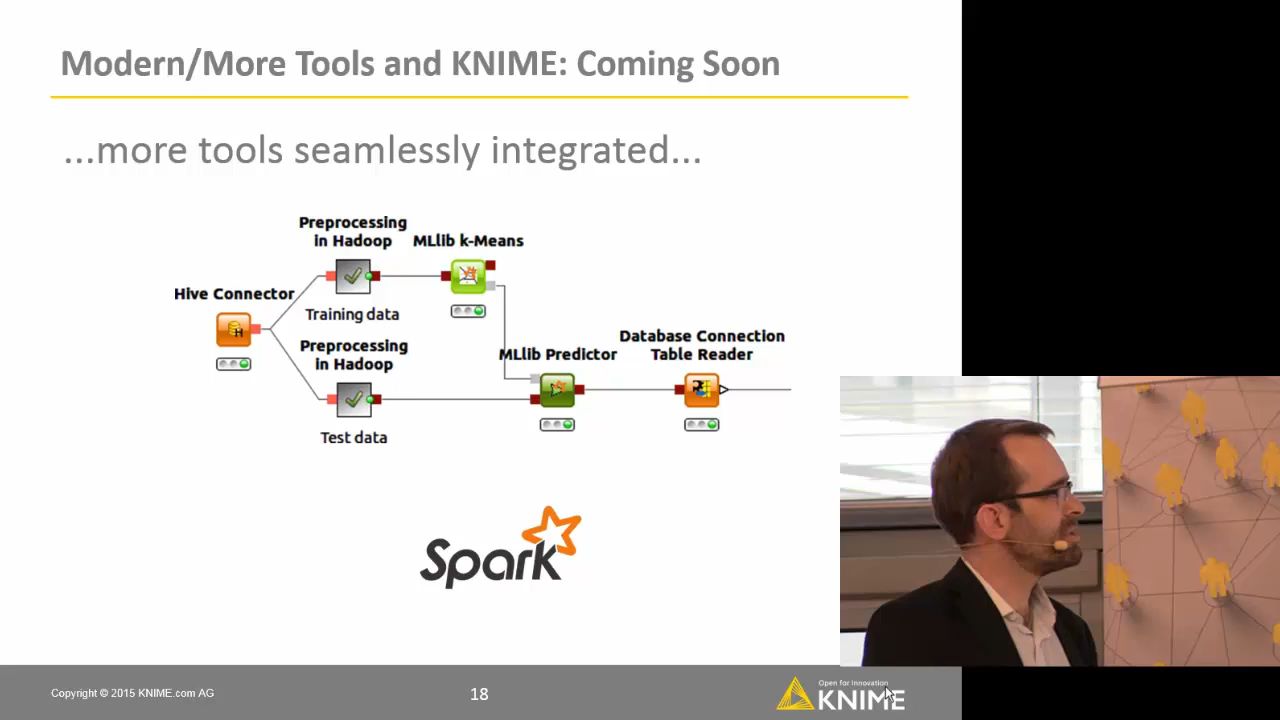 Modern/More Tools and KNIME: Coming Soon
...more tools seamlessly integrated...
Preprocessing
in Hadoop
MLlib k-Means
Hive Connector
H
Training data
Preprocessing
in Hadoop
Database Connection
Table Reader
MLlib Predictor
Test data
Spark
Copyright © 2015 KNIME.com AG
18
Open for Innovation
KNIME